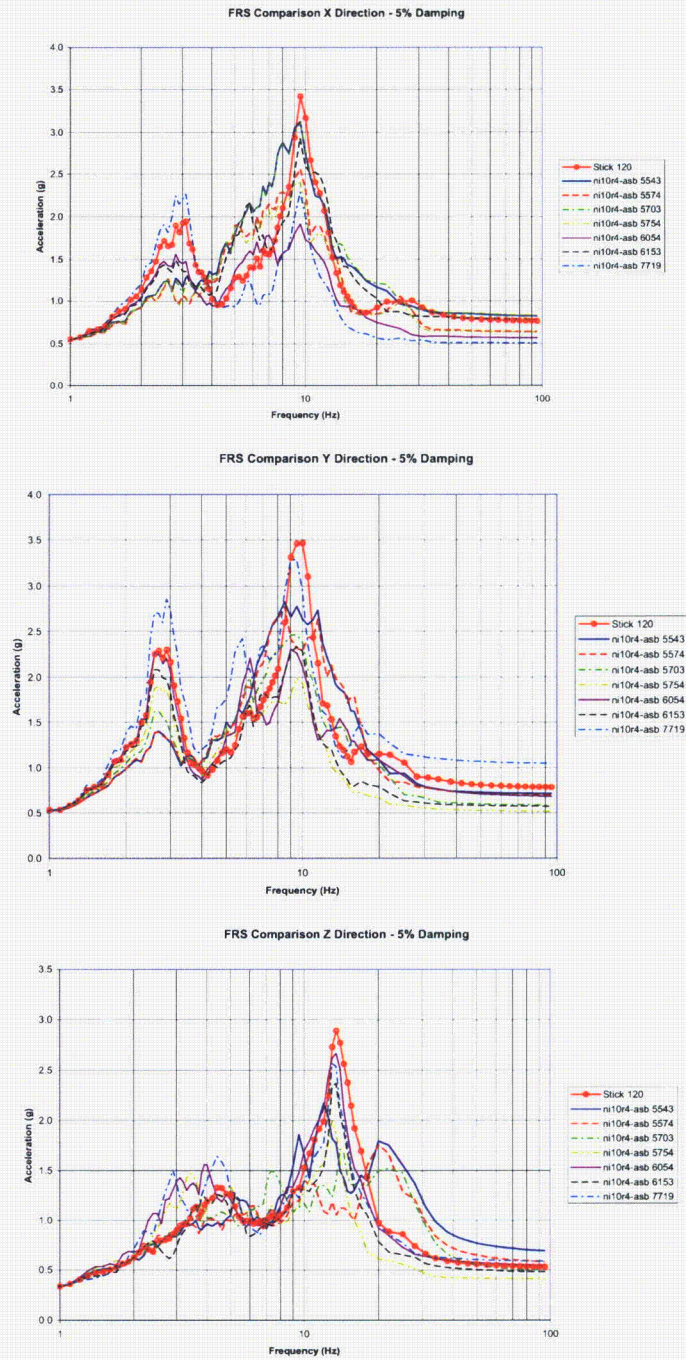 FRS Comparison X Direction - 5% Damping
4.0
3.5
3.0
2.5
2.0
1.5
1.0
0.5
0.0
Acceleration (g)
1
10
100
Frequency (Hz)
Stick 120
ni10r4-asb 5543
ni10r4-asb 5574
ni10r4-asb 5703
ni10r4-asb 5754
ni10r4-asb 6054
ni10r4-asb 6153
ni10r4-asb 7719
FRS Comparison Y Direction - 5% Damping
4.0
3.5
3.0
2.5
2.0
1.5
1.0
0.5
0.0
Acceleration (g)
1
10
100
Frequency (Hz)
Stick 120
ni10r4-asb 5543
ni10r4-asb 5574
ni10r4-asb 5703
ni10r4-asb 5754
ni10r4-asb 6054
ni10r4-asb 6153
ni10r4-asb 7719
FRS Comparison Z Direction - 5% Damping
3.5
3.0
2.5
2.0
1.5
1.0
0.5
0.0
Acceleration (g)
1
10
100
Frequency (Hz)
Stick 120
ni10r4-asb 5543
ni10r4-asb 5574
ni10r4-asb 5703
ni10r4-asb 5754
ni10r4-asb 6054
ni10r4-asb 6153
ni10r4-asb 7719